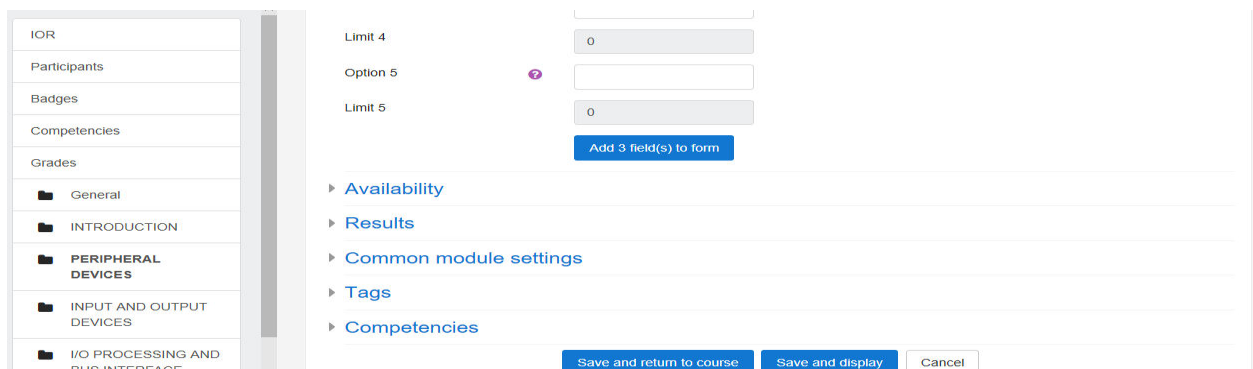 IOR
Participants
Badges
Competencies
Grades
General
INTRODUCTION
PERIPHERAL
DEVICES
INPUT AND OUTPUT
DEVICES
I/O PROCESSING AND
BUS INTERFACE
Limit 4
0
Option 5
?
Limit 5
0
Add 3 field(s) to form
Availability
Results
Common module settings
Tags
Competencies
Save and return to course
Save and display
Cancel